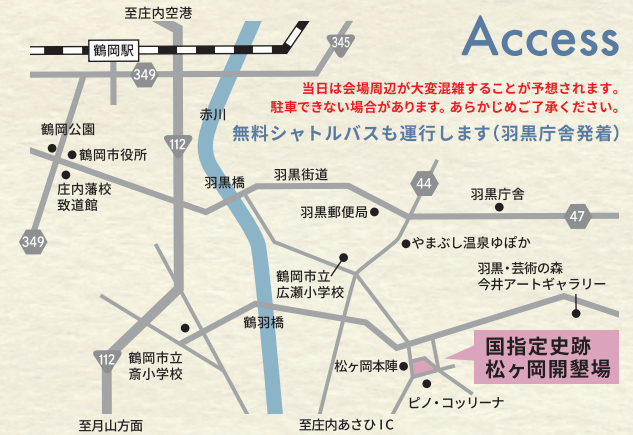 至庄内空港
Access
鶴岡駅
345
349
当日は会場周辺が大変混雑することが予想されます。
駐車できない場合があります。あらかじめご了承ください。
無料シャトルバスも運行します(羽黒庁舎発着)
赤川
鶴岡公園
鶴岡市役所
112
庄内藩校
致道館
羽黒橋
羽黒街道
44
羽黒庁舎
羽黒郵便局
47
349
やまぶし温泉ゆぽか
鶴岡市立
広瀬小学校
羽黒・芸術の森
今井アートギャラリー
鶴羽橋
112
鶴岡市立
斎小学校
国指定史跡
松ヶ岡開墾場
松ヶ岡本陣
ピノ・コッリーナ
至月山方面
至庄内あさひIC